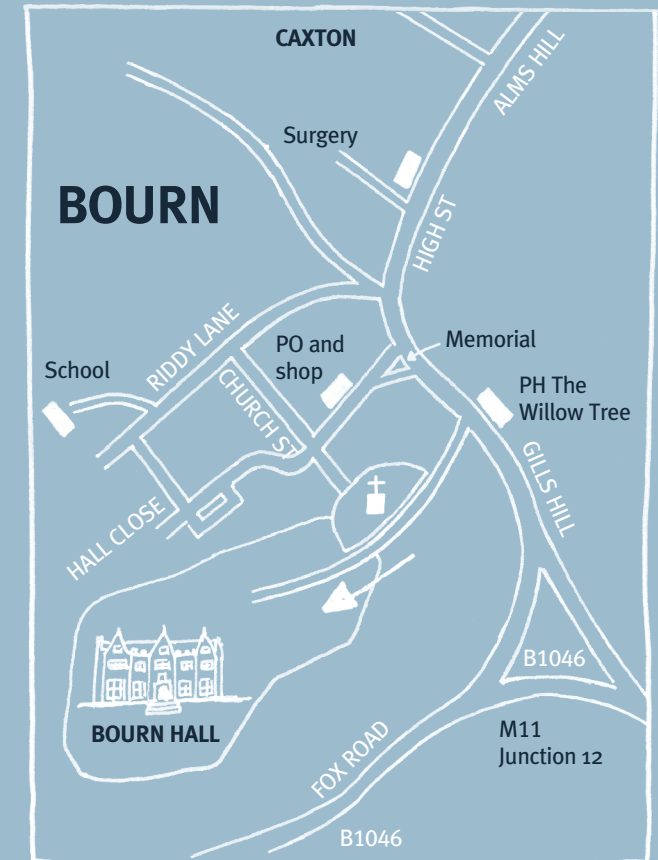 CAXTON
ALMS HILL
Surgery
BOURN
HIGH ST
RIDDY LANE
PO and
shop
Memorial
School
CHURCH ST
PH The
Willow Tree
GILLS HILL
HALL CLOSE
B1046
BOURN HALL
FOX ROAD
M11
Junction 12
B1046